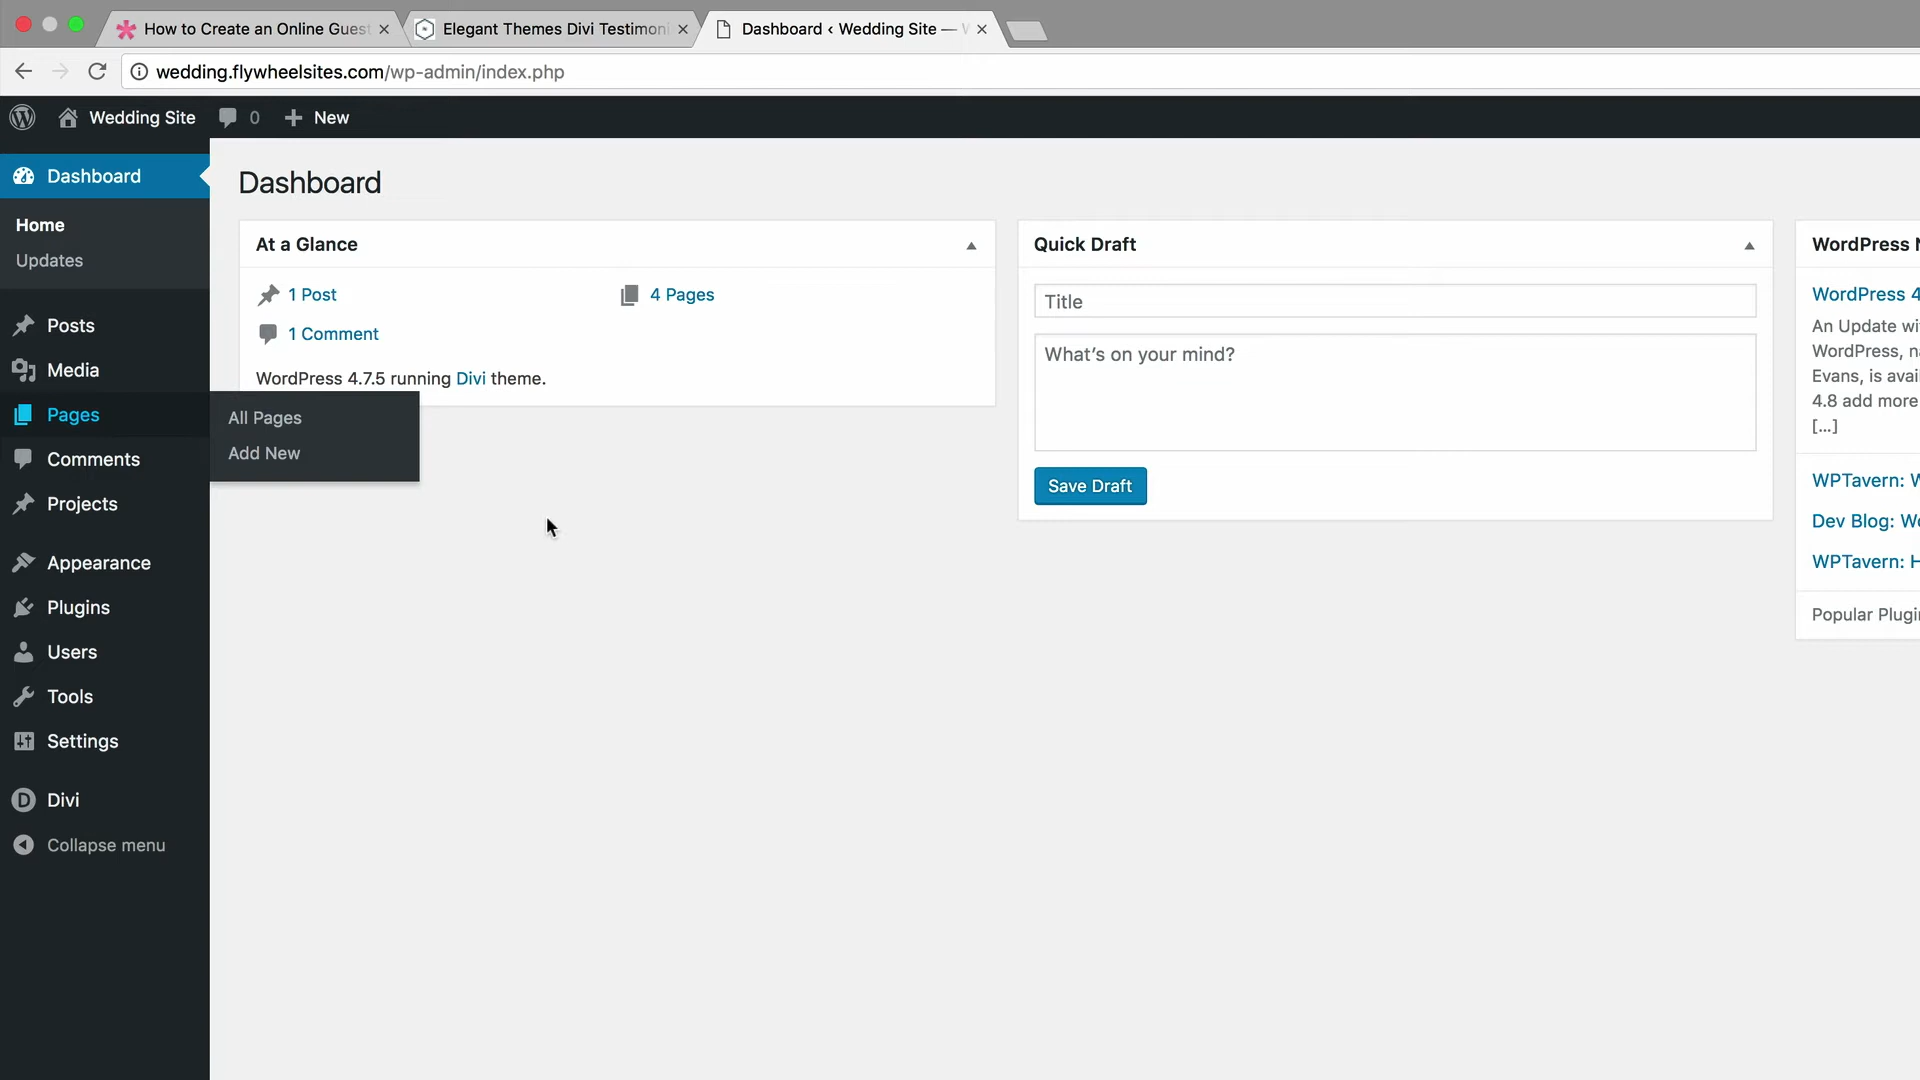 How to Create an Online Guest
Elegant Themes Divi Testimoni
Dashboard ‹ Wedding Site — W
wedding.flywheelsites.com/wp-admin/index.php
Wedding Site
0
New
Dashboard
Home
Updates
Posts
Media
Pages
All Pages
Add New
Comments
Projects
Appearance
Plugins
Users
Tools
Settings
Divi
Collapse menu
Dashboard
At a Glance
1 Post
4 Pages
1 Comment
WordPress 4.7.5 running Divi theme.
Quick Draft
Title
What's on your mind?
Save Draft
WordPress N
WordPress 4
An Update wi
WordPress, na
Evans, is avai
4.8 add more
[…]
WPTavern: W
Dev Blog: Wo
WPTavern: H
Popular Plugi